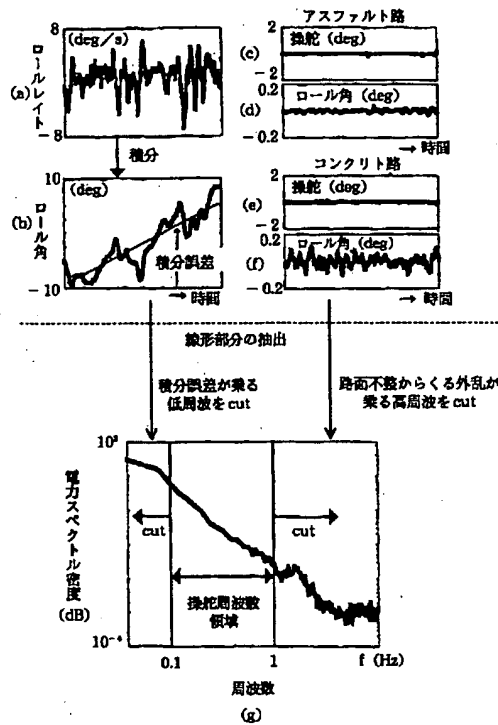 8
(deg/s)
ロールレイト
(a)
-8
積分
10
(deg)
ロール角
(b)
積分誤差
-10
→ 時間
アスファルト路
2
操舵 (deg)
(c)
-2
0.2
ロール角 (deg)
(d)
-0.2
→ 時間
コンクリト路
2
操舵 (deg)
(e)
-2
0.2
ロール角 (deg)
(f)
-0.2
→ 時間
線形部分の抽出
積分誤差が乗る
低周波をcut
路面不整からくる外乱が
乗る高周波をcut
電力スペクトル密度
(dB)
cut
cut
操舵周波数
領域
0.1
1
f (Hz)
周波数
(g)